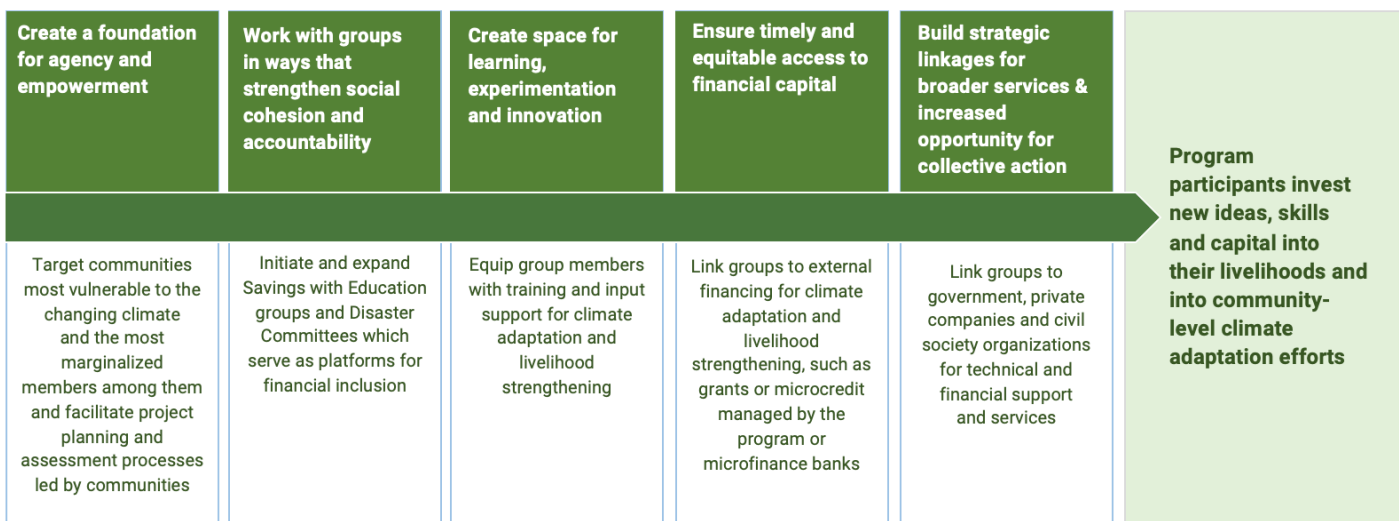 Create a foundation
for agency and
empowerment
Work with groups
in ways that
strengthen social
cohesion and
accountability
Create space for
learning,
experimentation
and innovation
Ensure timely and
equitable access to
financial capital
Build strategic
linkages for
broader services &
increased
opportunity for
collective action
Target communities
most vulnerable to the
changing climate
and the most
marginalized
members among them
and facilitate project
planning and
assessment processes
led by communities
Initiate and expand
Savings with Education
groups and Disaster
Committees which
serve as platforms for
financial inclusion
Equip group members
with training and input
support for climate
adaptation and
livelihood
strengthening
Link groups to external
financing for climate
adaptation and
livelihood
strengthening, such as
grants or microcredit
managed by the
program or
microfinance banks
Link groups to
government, private
companies and civil
society organizations
for technical and
financial support
and services
Program
participants invest
new ideas, skills
and capital into
their livelihoods and
into community-
level climate
adaptation efforts